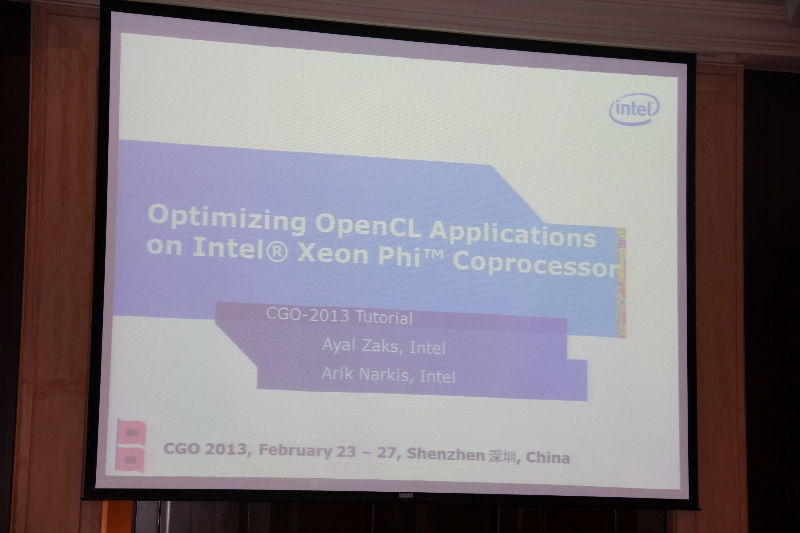 intel
Optimizing OpenCL Applications
on Intel® Xeon Phi™ Coprocessor
CGO-2013 Tutorial
Ayal Zaks, Intel
Arik Narkis, Intel
CGO 2013, February 23 – 27, Shenzhen 深圳, China